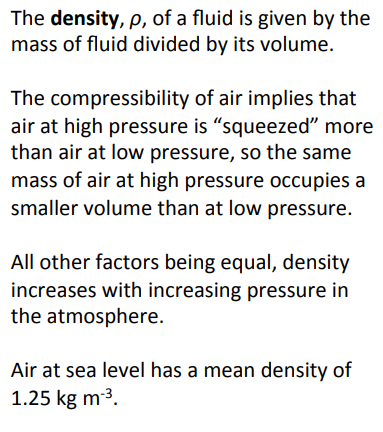 The density, ρ, of a fluid is given by the
mass of fluid divided by its volume.
The compressibility of air implies that
air at high pressure is “squeezed” more
than air at low pressure, so the same
mass of air at high pressure occupies a
smaller volume than at low pressure.
All other factors being equal, density
increases with increasing pressure in
the atmosphere.
Air at sea level has a mean density of
1.25 kg m⁻³.